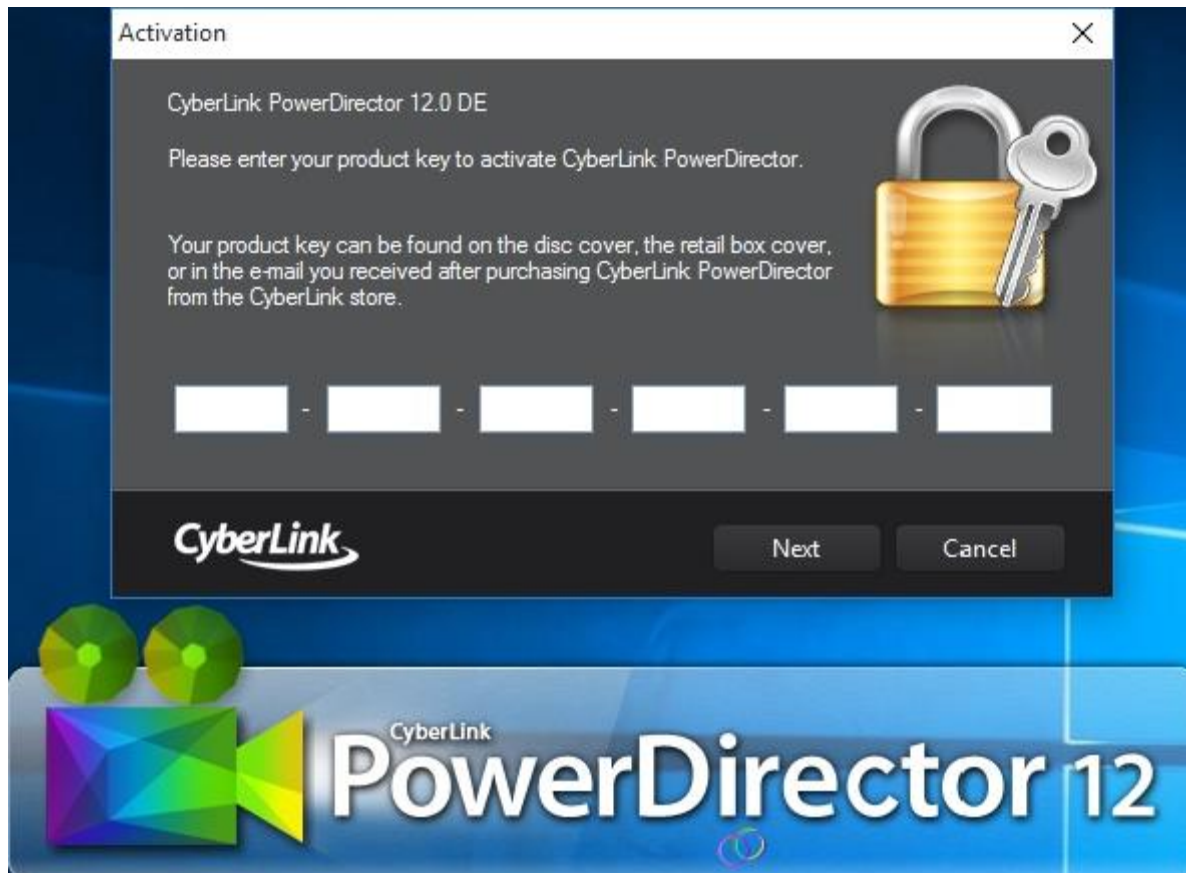 Activation
CyberLink PowerDirector 12.0 DE
Please enter your product key to activate CyberLink PowerDirector.
Your product key can be found on the disc cover, the retail box cover,
or in the e-mail you received after purchasing CyberLink PowerDirector
from the CyberLink store.
- - - - -
CyberLink
Next Cancel
CyberLink
PowerDirector 12